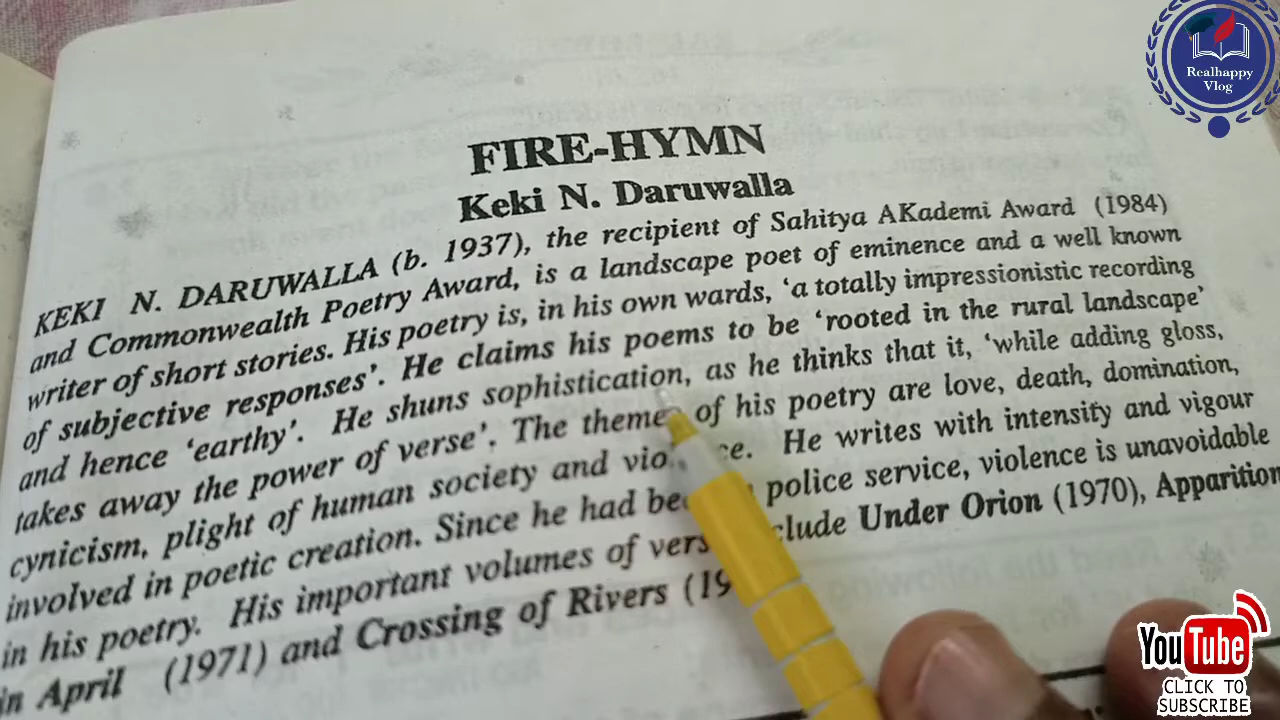 FIRE-HYMN
Keki N. Daruwalla
KEKI N. DARUWALLA (b. 1937), the recipient of Sahitya AKademi Award (1984)
and Commonwealth Poetry Award, is a landscape poet of eminence and a well known
writer of short stories. His poetry is, in his own wards, 'a totally impressionistic recording
of subjective responses'. He claims his poems to be 'rooted in the rural landscape'
and hence 'earthy'. He shuns sophistication, as he thinks that it, 'while adding gloss,
takes away the power of verse'. The theme of his poetry are love, death, domination,
cynicism, plight of human society and He writes with intensity and vigour
involved in poetic creation. Since he had police service, violence is unavoidable
in his poetry. His important volumes of Under Orion (1970), Apparition
in April (1971) and Crossing of Rivers
Realhappy
Vlog
YouTube
CLICK TO
SUBSCRIBE